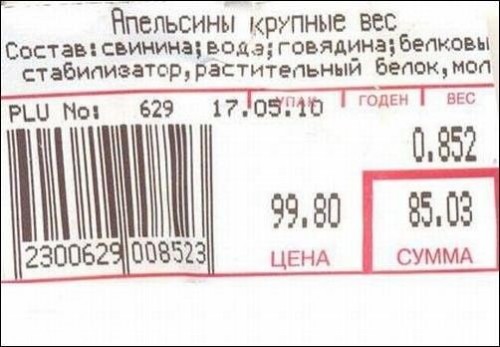 Апельсины крупные вес
Состав:свинина;вода;говядина;белковы
стабилизатор,растительный белок,мол
УПАК ГОДЕН ВЕС
PLU No: 629 17.05.10
0.852
99.80 85.03
ЦЕНА СУММА
2300629 008523